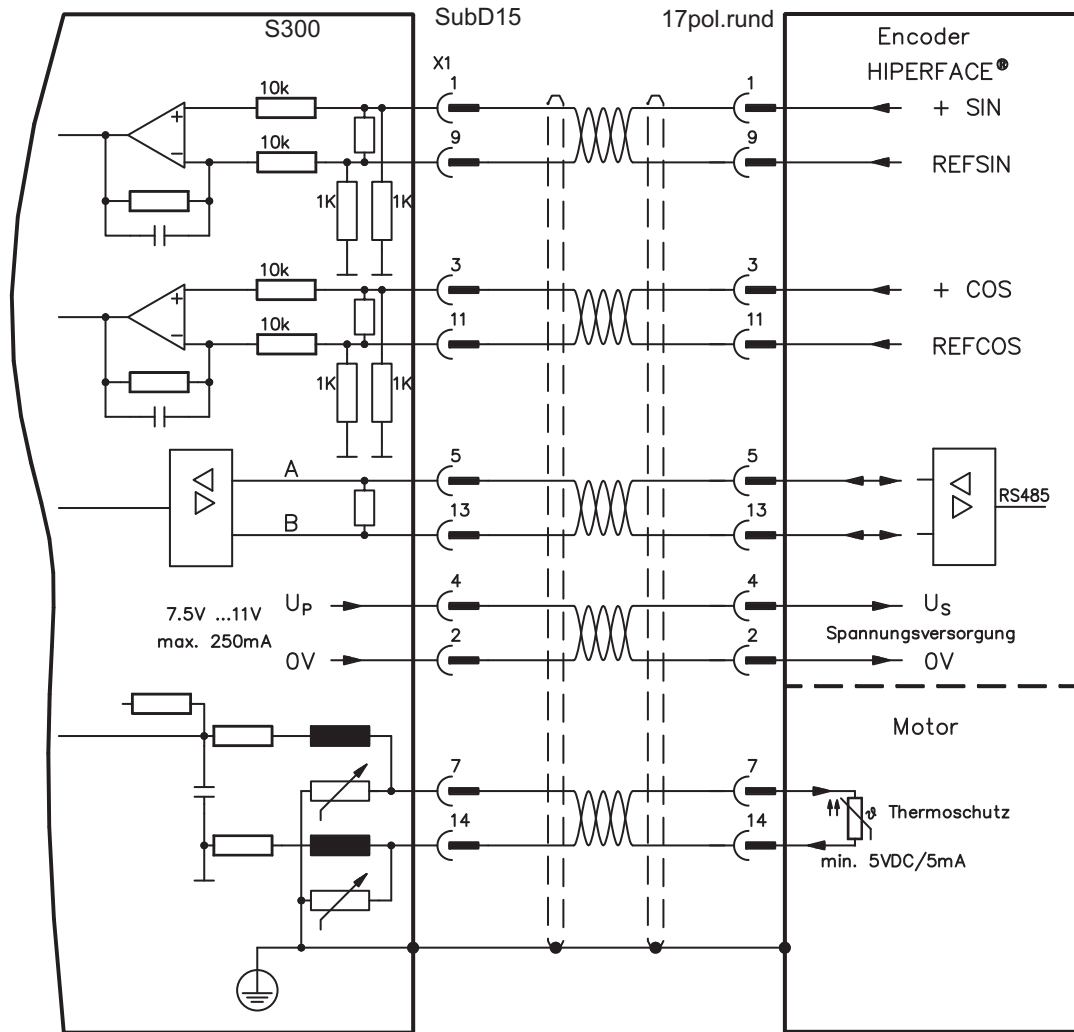 S300
SubD15
17pol.rund
Encoder
HIPERFACE®
X1
10k
1
1
+ SIN
+
10k
−
9
9
REFSIN
1K
1K
10k
3
3
+ COS
+
10k
−
11
11
REFCOS
1K
1K
A
5
5
RS485
B
13
13
7.5V ...11V
max. 250mA
UP
4
4
US
Spannungsversorgung
0V
2
2
0V
Motor
7
7
ϑ Thermoschutz
14
14
min. 5VDC/5mA